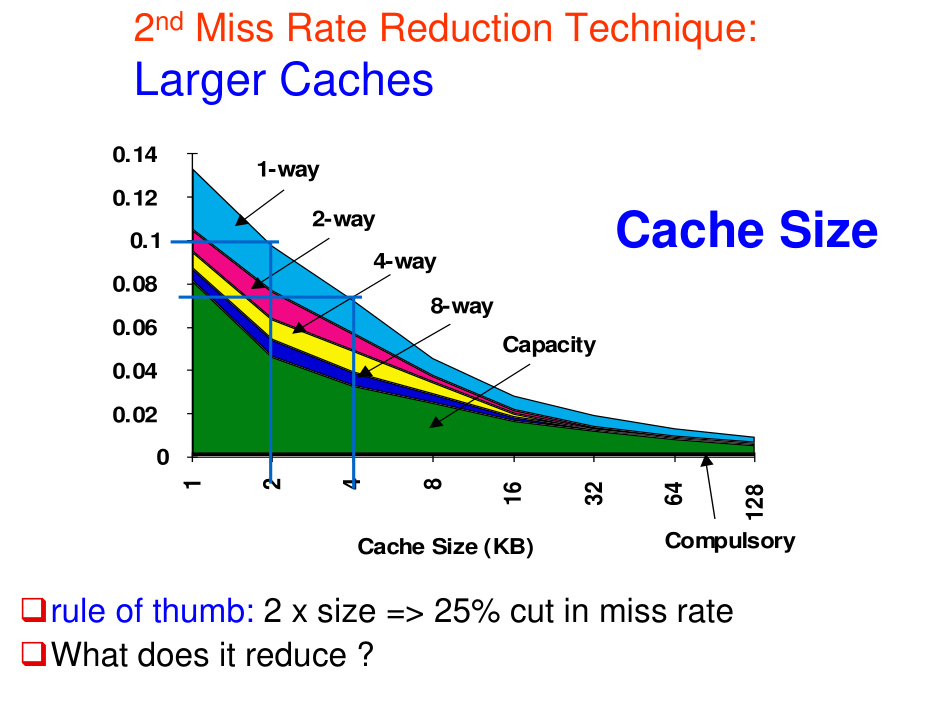 2nd Miss Rate Reduction Technique:
Larger Caches
0.14
0.12
0.1
0.08
0.06
0.04
0.02
0
1-way
2-way
4-way
8-way
Capacity
Cache Size
1
2
4
8
16
32
64
128
Cache Size (KB)
Compulsory
rule of thumb: 2 x size => 25% cut in miss rate
What does it reduce ?